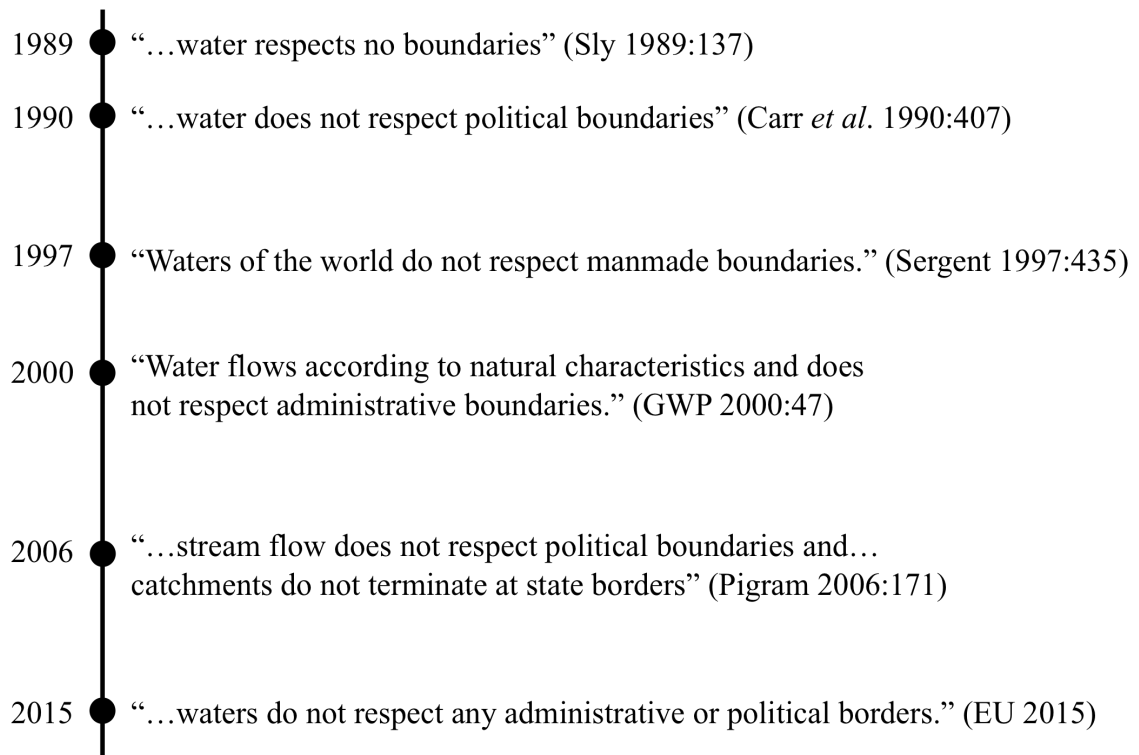 1989 “…water respects no boundaries” (Sly 1989:137)
1990 “…water does not respect political boundaries” (Carr et al. 1990:407)
1997 “Waters of the world do not respect manmade boundaries.” (Sergent 1997:435)
2000 “Water flows according to natural characteristics and does
not respect administrative boundaries.” (GWP 2000:47)
2006 “…stream flow does not respect political boundaries and…
catchments do not terminate at state borders” (Pigram 2006:171)
2015 “…waters do not respect any administrative or political borders.” (EU 2015)